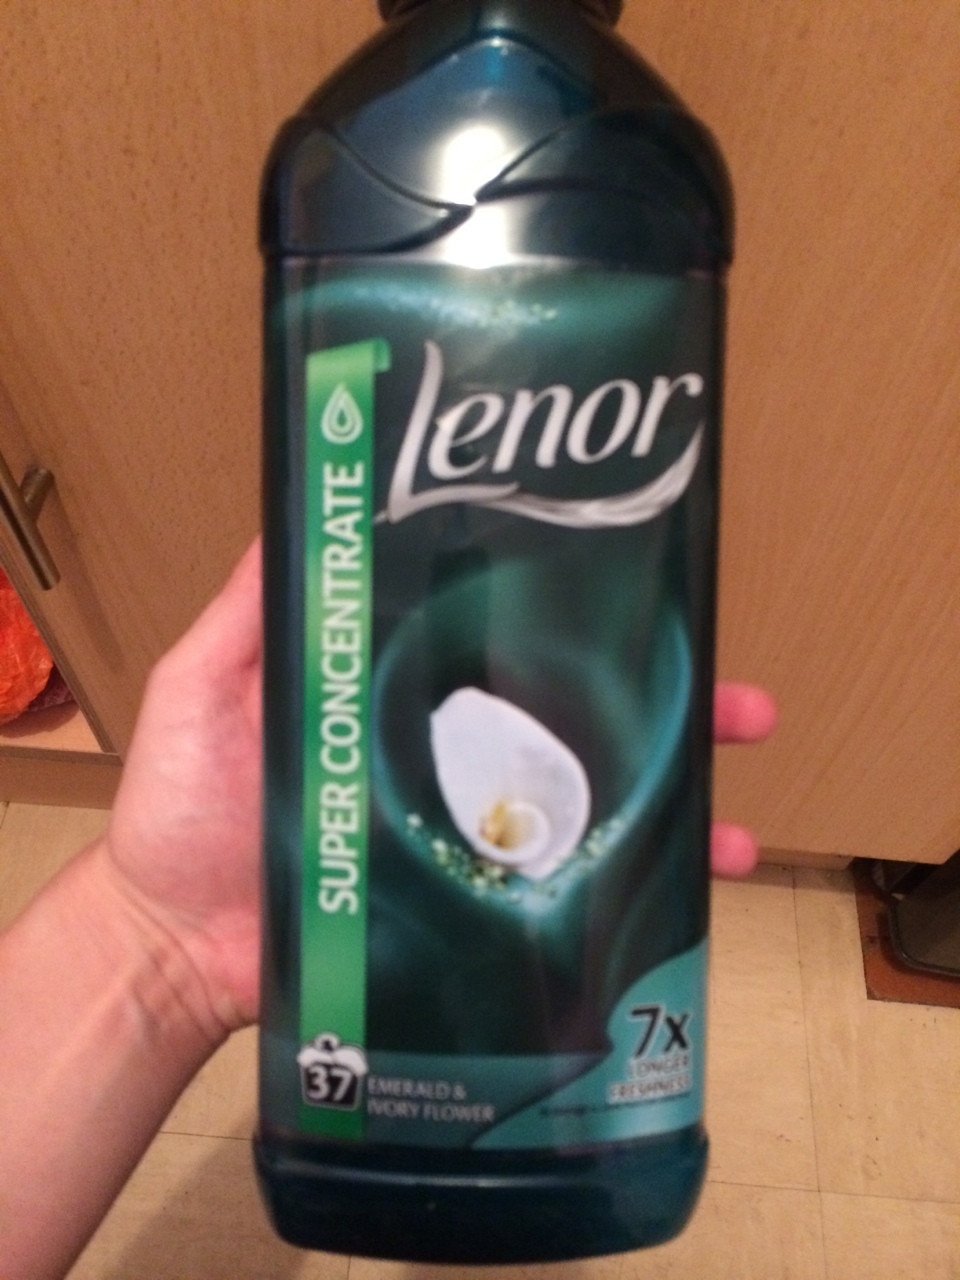 Lenor
SUPER CONCENTRATE
7x
LONGER
FRESHNESS
37
EMERALD &
IVORY FLOWER